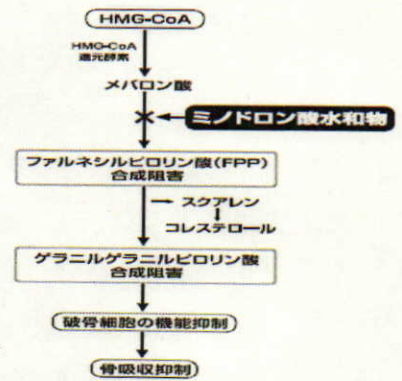 HMG-CoA
HMG-CoA
還元酵素
メバロン酸
ミノドロン酸水和物
ファルネシルピロリン酸(FPP)
合成阻害
スクアレン
コレステロール
ゲラニルゲラニルピロリン酸
合成阻害
破骨細胞の機能抑制
骨吸収抑制